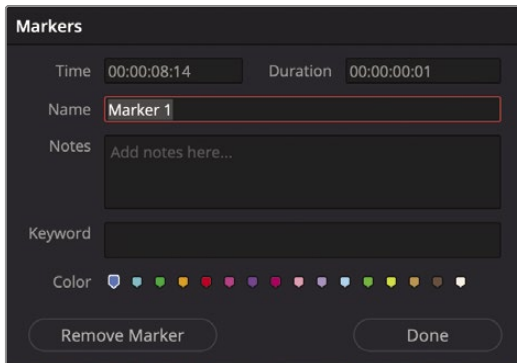 Markers
Time 00:00:08:14 Duration 00:00:00:01
Name Marker 1
Notes Add notes here...
Keyword
Color
Remove Marker Done